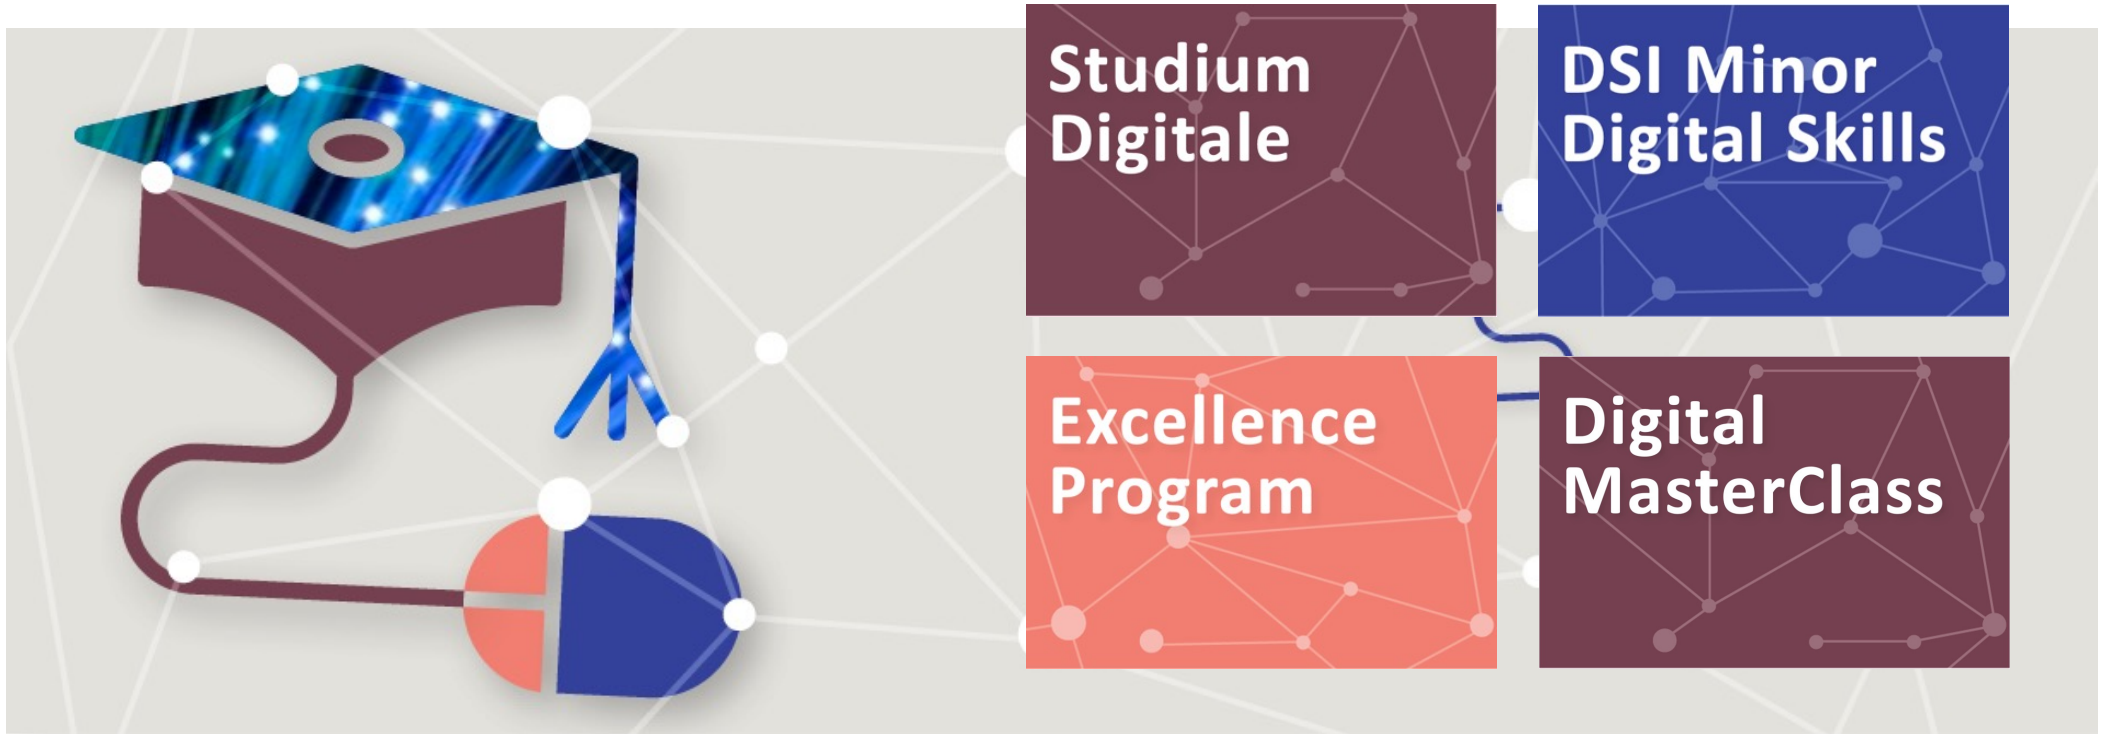 Studium
Digitale
DSI Minor
Digital Skills
Excellence
Program
Digital
MasterClass